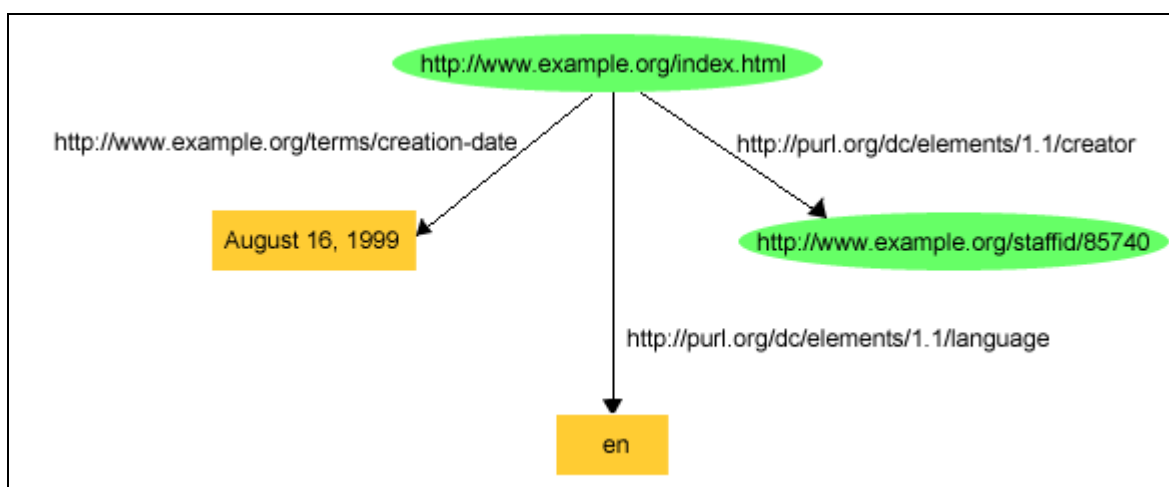 http://www.example.org/index.html
http://www.example.org/terms/creation-date
http://purl.org/dc/elements/1.1/creator
August 16, 1999
http://www.example.org/staffid/85740
http://purl.org/dc/elements/1.1/language
en